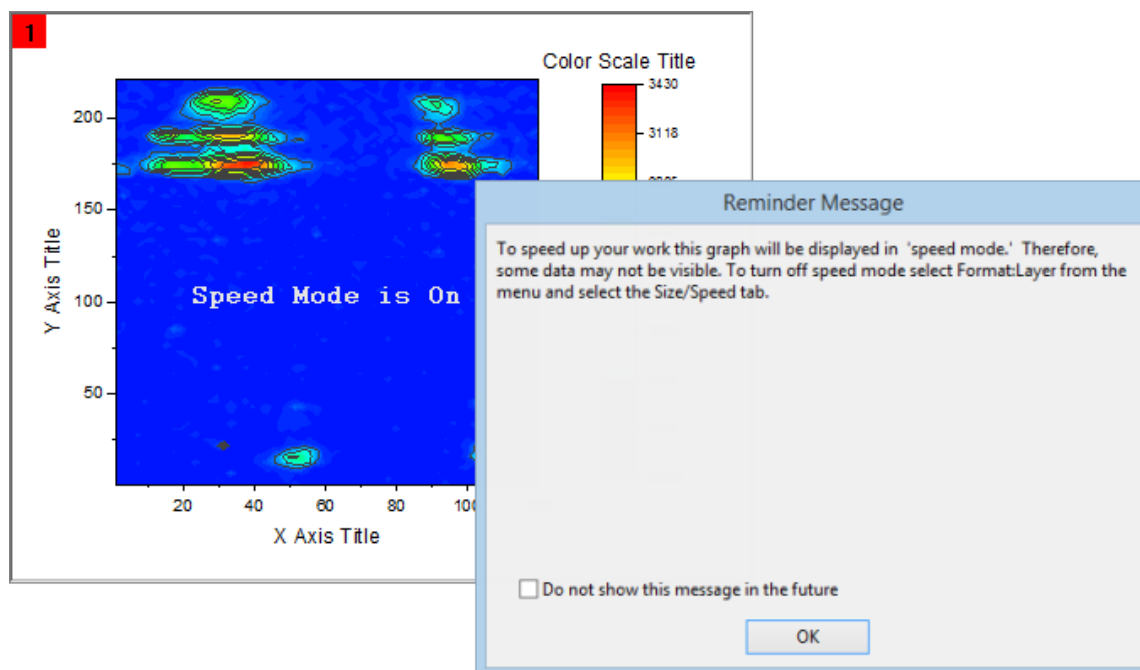 1
Color Scale Title
3430
3118
200
150
100
50
Y Axis Title
Speed Mode is On
20
40
60
80
X Axis Title
Reminder Message
To speed up your work this graph will be displayed in 'speed mode.' Therefore,
some data may not be visible. To turn off speed mode select Format:Layer from the
menu and select the Size/Speed tab.
Do not show this message in the future
OK